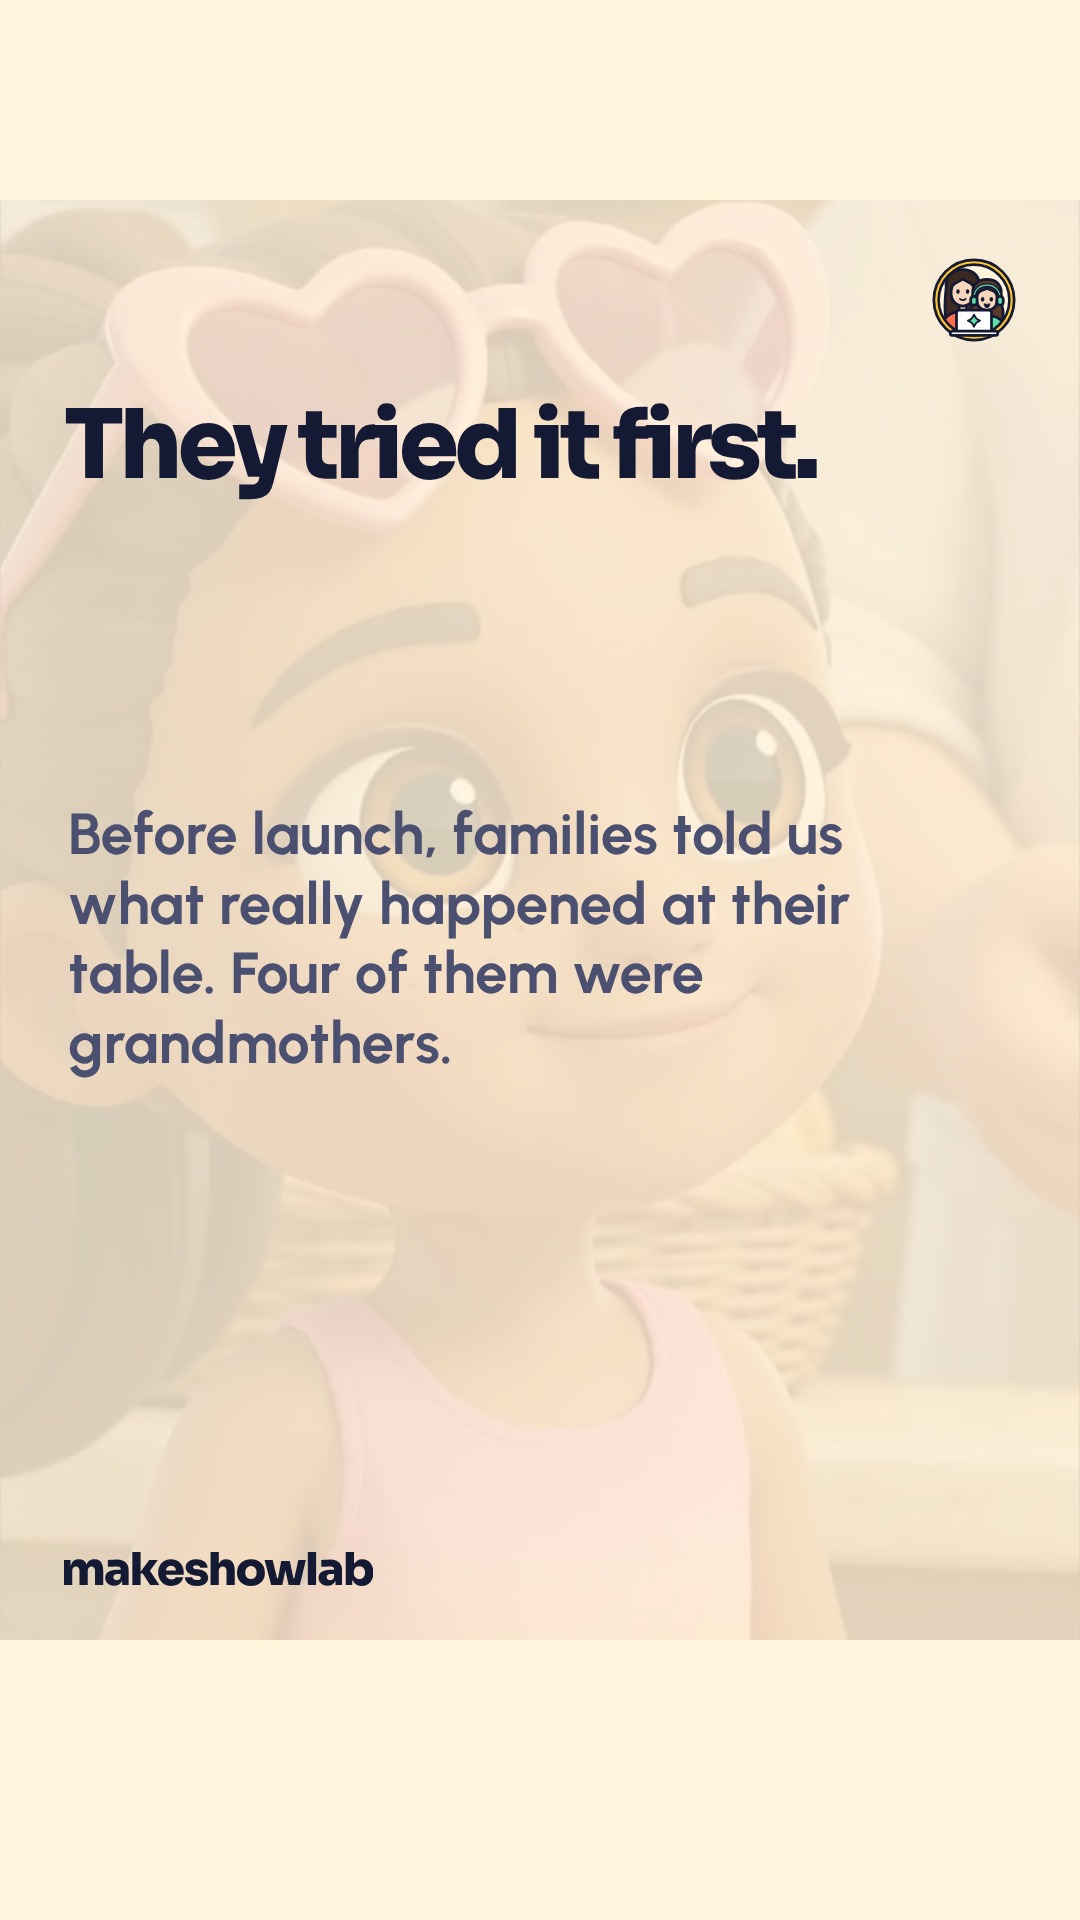 They tried it first.
Before launch, families told us
what really happened at their
table. Four of them were
grandmothers.
makeshowlab